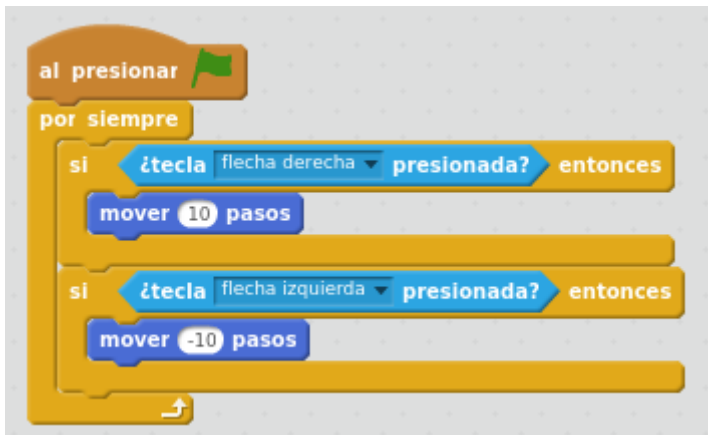 al presionar
por siempre
si ¿tecla flecha derecha presionada? entonces
mover 10 pasos
si ¿tecla flecha izquierda presionada? entonces
mover -10 pasos